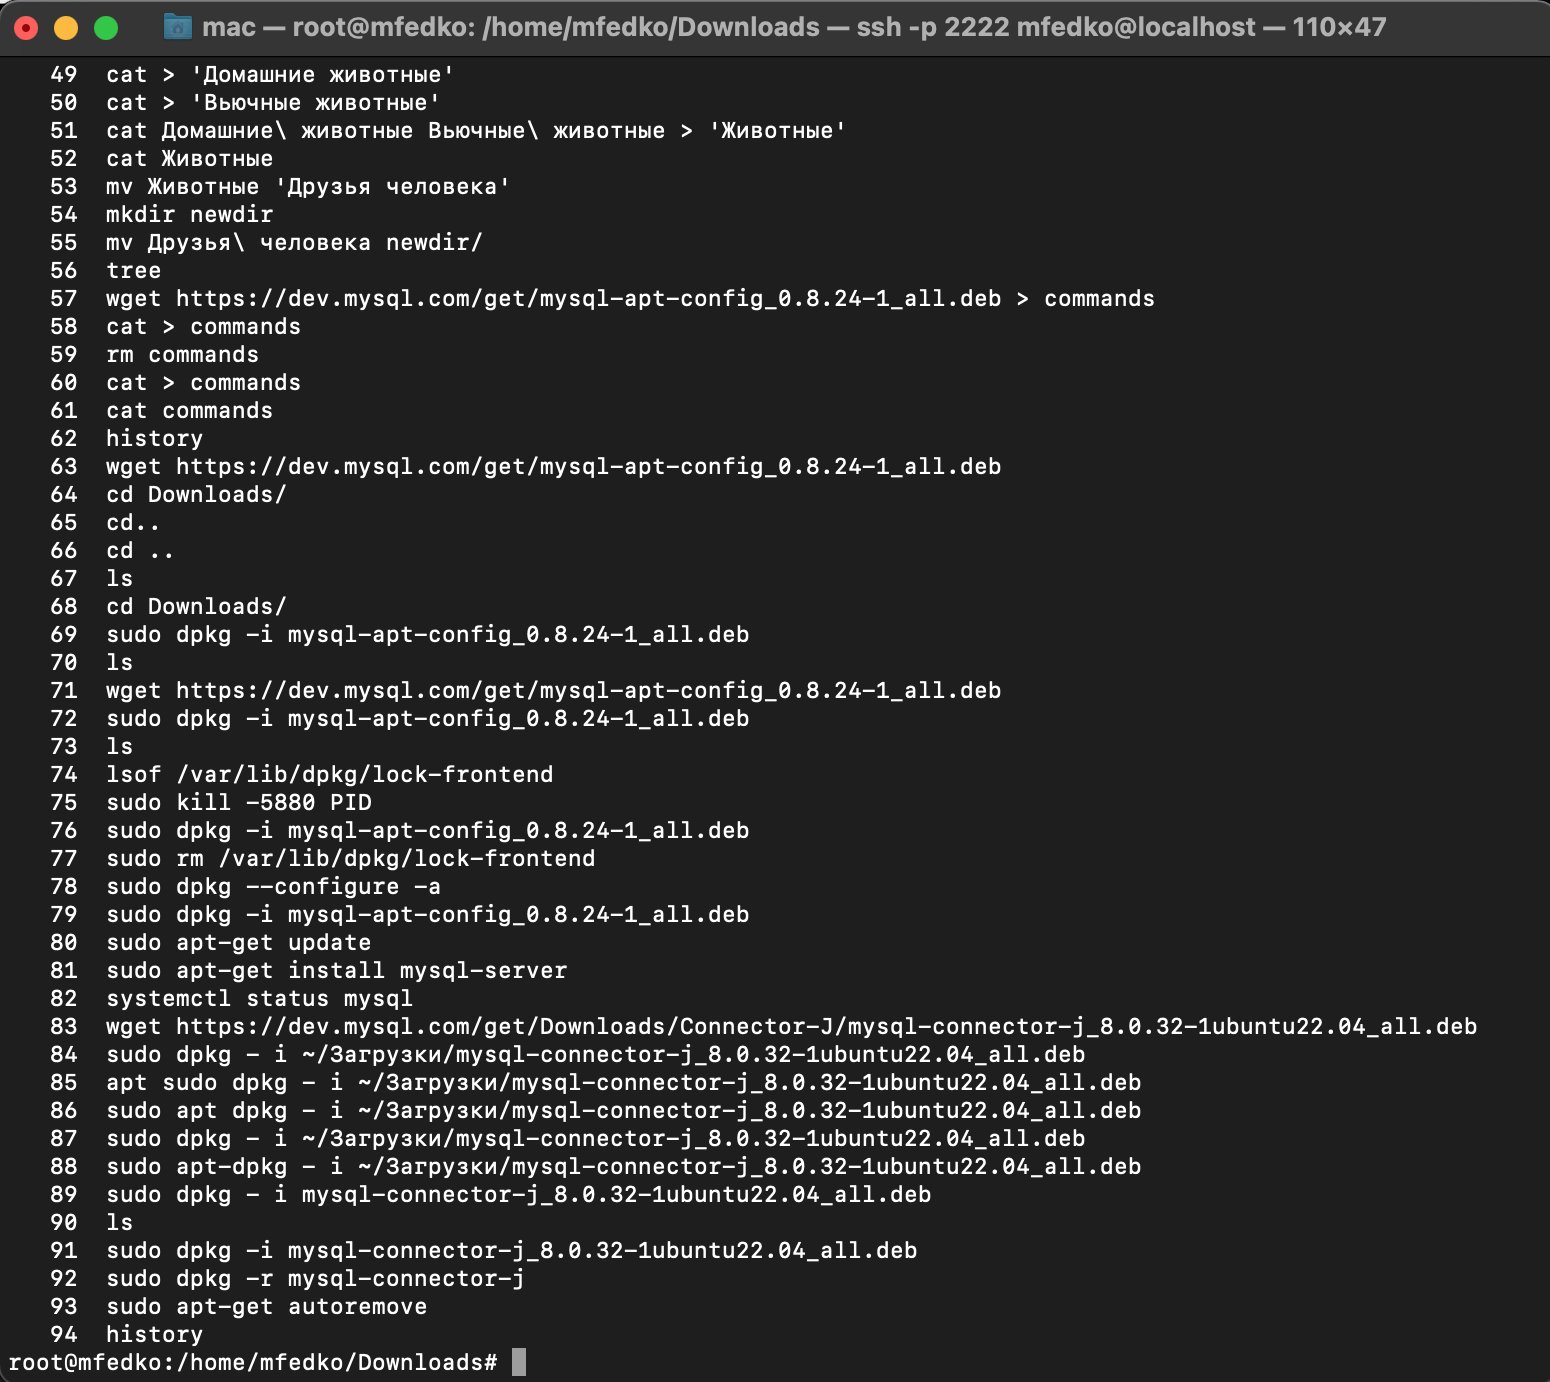 mac — root@mfedko: /home/mfedko/Downloads — ssh -p 2222 mfedko@localhost — 110×47
49 cat > 'Домашние животные'
50 cat > 'Вьючные животные'
51 cat Домашние\ животные Вьючные\ животные > 'Животные'
52 cat Животные
53 mv Животные 'Друзья человека'
54 mkdir newdir
55 mv Друзья\ человека newdir/
56 tree
57 wget https://dev.mysql.com/get/mysql-apt-config_0.8.24-1_all.deb > commands
58 cat > commands
59 rm commands
60 cat > commands
61 cat commands
62 history
63 wget https://dev.mysql.com/get/mysql-apt-config_0.8.24-1_all.deb
64 cd Downloads/
65 cd..
66 cd ..
67 ls
68 cd Downloads/
69 sudo dpkg -i mysql-apt-config_0.8.24-1_all.deb
70 ls
71 wget https://dev.mysql.com/get/mysql-apt-config_0.8.24-1_all.deb
72 sudo dpkg -i mysql-apt-config_0.8.24-1_all.deb
73 ls
74 lsof /var/lib/dpkg/lock-frontend
75 sudo kill -5880 PID
76 sudo dpkg -i mysql-apt-config_0.8.24-1_all.deb
77 sudo rm /var/lib/dpkg/lock-frontend
78 sudo dpkg --configure -a
79 sudo dpkg -i mysql-apt-config_0.8.24-1_all.deb
80 sudo apt-get update
81 sudo apt-get install mysql-server
82 systemctl status mysql
83 wget https://dev.mysql.com/get/Downloads/Connector-J/mysql-connector-j_8.0.32-1ubuntu22.04_all.deb
84 sudo dpkg - i ~/Загрузки/mysql-connector-j_8.0.32-1ubuntu22.04_all.deb
85 apt sudo dpkg - i ~/Загрузки/mysql-connector-j_8.0.32-1ubuntu22.04_all.deb
86 sudo apt dpkg - i ~/Загрузки/mysql-connector-j_8.0.32-1ubuntu22.04_all.deb
87 sudo dpkg - i ~/Загрузки/mysql-connector-j_8.0.32-1ubuntu22.04_all.deb
88 sudo apt-dpkg - i ~/Загрузки/mysql-connector-j_8.0.32-1ubuntu22.04_all.deb
89 sudo dpkg - i mysql-connector-j_8.0.32-1ubuntu22.04_all.deb
90 ls
91 sudo dpkg -i mysql-connector-j_8.0.32-1ubuntu22.04_all.deb
92 sudo dpkg -r mysql-connector-j
93 sudo apt-get autoremove
94 history
root@mfedko:/home/mfedko/Downloads#